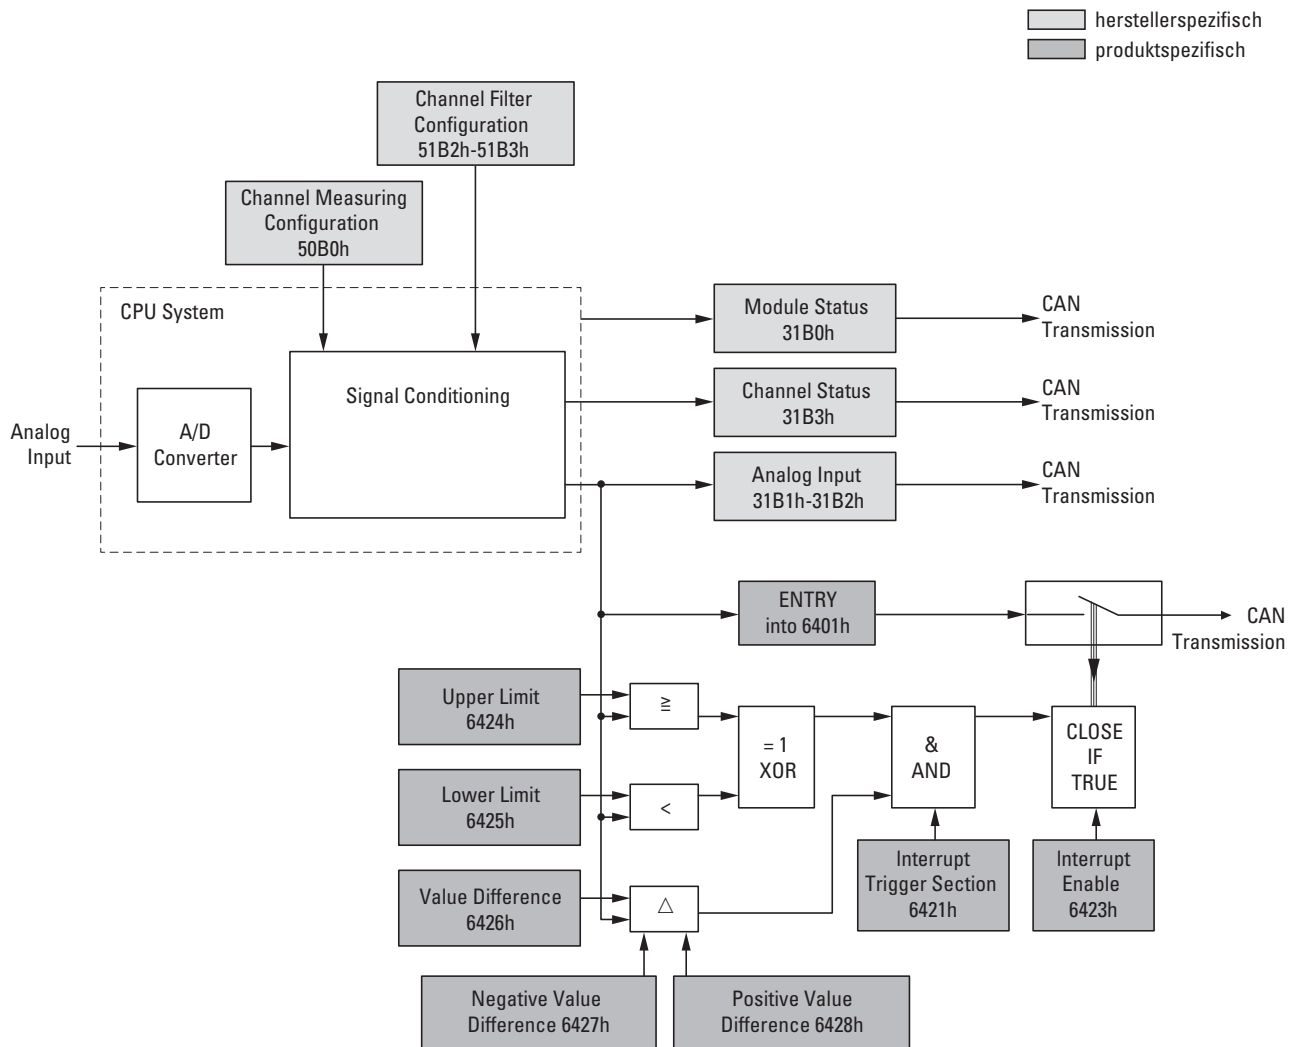 herstellerspezifisch
produktspezifisch
Channel Filter
Configuration
51B2h-51B3h
Channel Measuring
Configuration
50B0h
CPU System
Module Status
31B0h
CAN
Transmission
Signal Conditioning
Channel Status
31B3h
CAN
Transmission
Analog
Input
A/D
Converter
Analog Input
31B1h-31B2h
CAN
Transmission
ENTRY
into 6401h
CAN
Transmission
Upper Limit
6424h
≧
= 1
XOR
&
AND
CLOSE
IF
TRUE
Lower Limit
6425h
<
Interrupt
Trigger Section
6421h
Interrupt
Enable
6423h
Value Difference
6426h
△
Negative Value
Difference 6427h
Positive Value
Difference 6428h